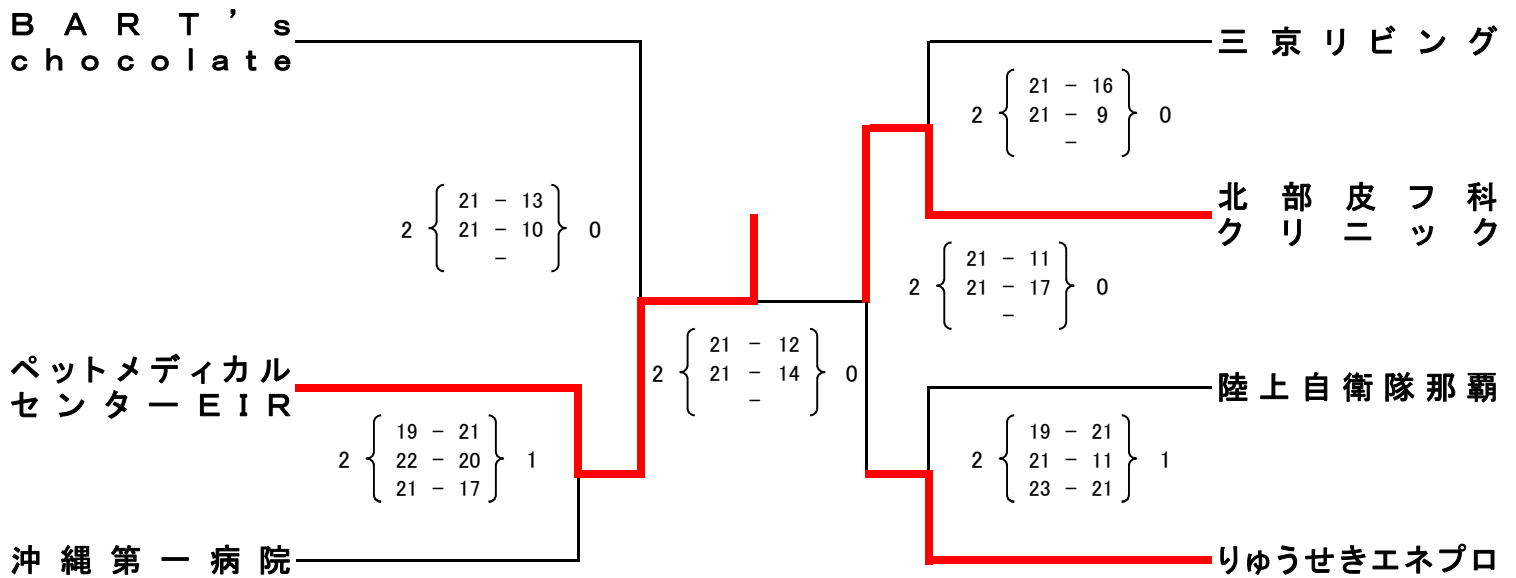 BART's
chocolate
三京リビング
2 21 - 16 0
21 - 9
-
北部皮フ科
クリニック
2 21 - 13 0
21 - 10
-
2 21 - 11 0
21 - 17
-
2 21 - 12 0
21 - 14
-
ペットメディカル
センターEIR
陸上自衛隊那覇
2 19 - 21 1
22 - 20
21 - 17
2 19 - 21 1
21 - 11
23 - 21
沖縄第一病院
りゅうせきエネプロ